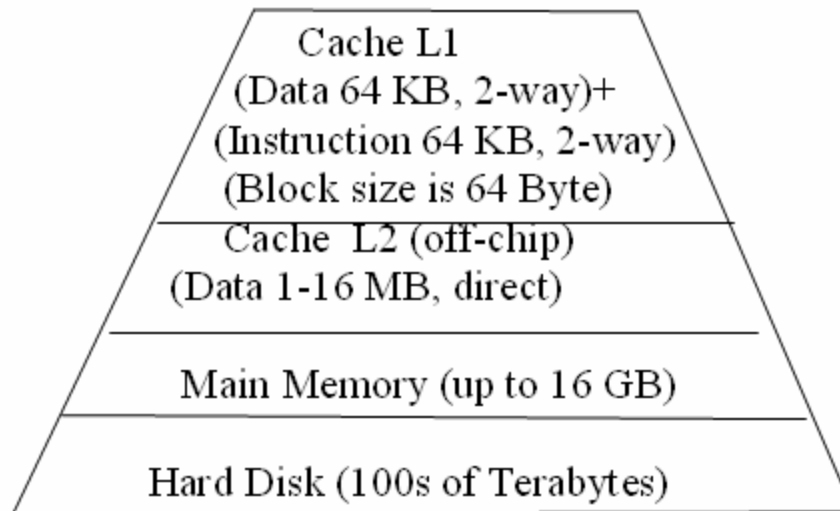 Cache L1
(Data 64 KB, 2-way)+
(Instruction 64 KB, 2-way)
(Block size is 64 Byte)
Cache L2 (off-chip)
(Data 1-16 MB, direct)
Main Memory (up to 16 GB)
Hard Disk (100s of Terabytes)